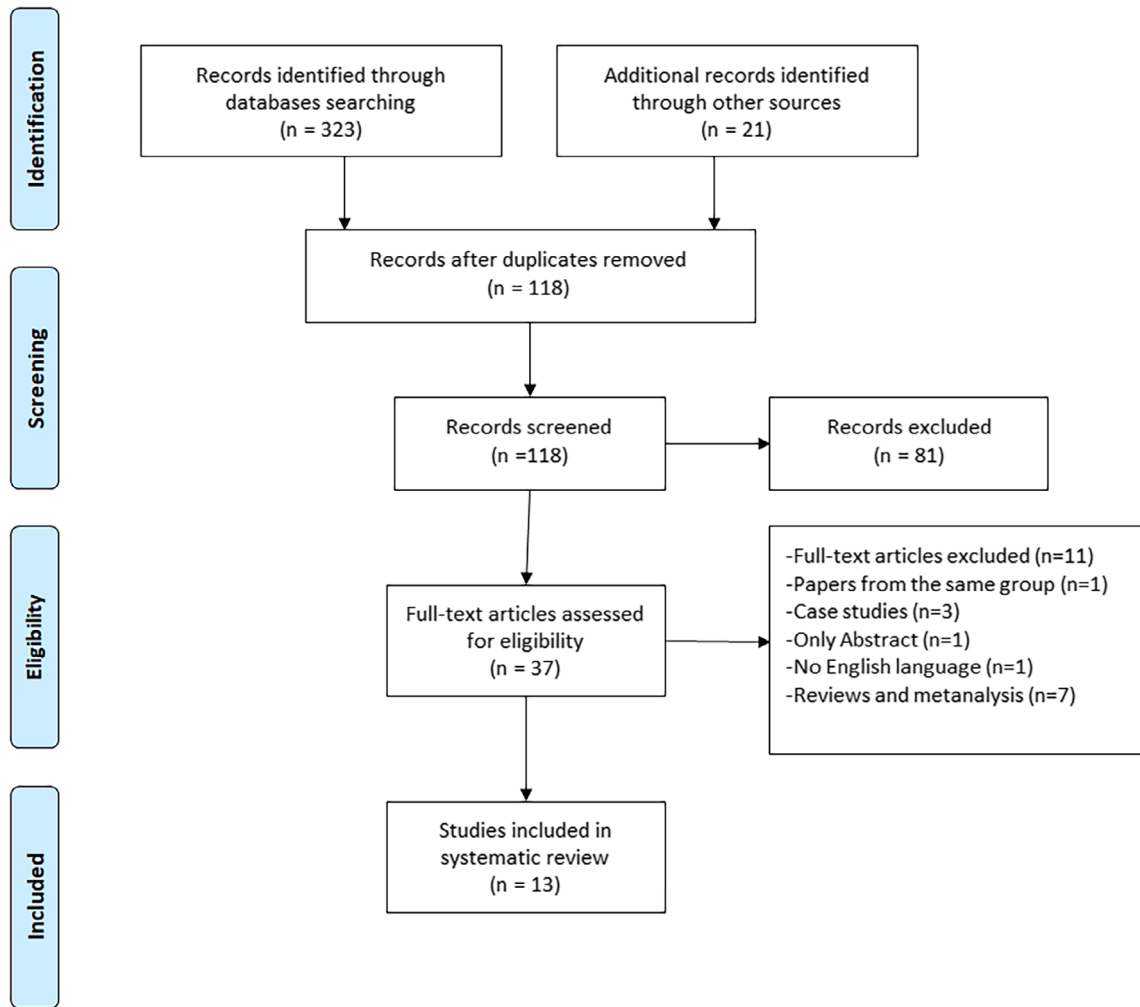 Identification
Records identified through
databases searching
(n = 323)
Additional records identified
through other sources
(n = 21)
Records after duplicates removed
(n = 118)
Screening
Records screened
(n =118)
Records excluded
(n = 81)
Eligibility
Full-text articles assessed
for eligibility
(n = 37)
-Full-text articles excluded (n=11)
-Papers from the same group (n=1)
-Case studies (n=3)
-Only Abstract (n=1)
-No English language (n=1)
-Reviews and metanalysis (n=7)
Included
Studies included in
systematic review
(n = 13)